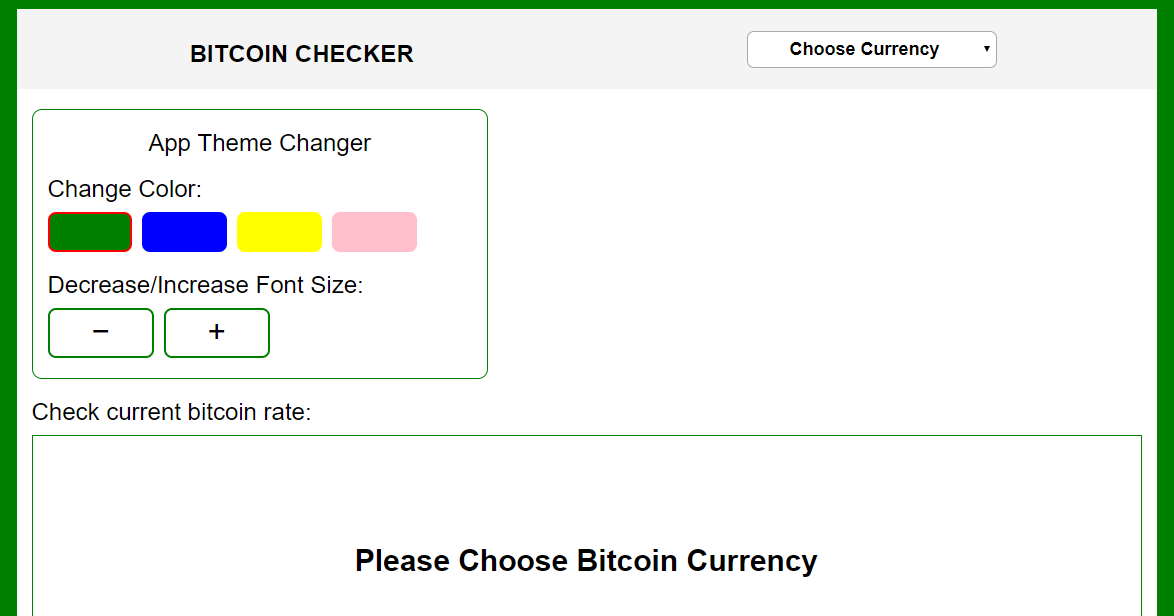 BITCOIN CHECKER
Choose Currency
App Theme Changer
Change Color:
Decrease/Increase Font Size:
− +
Check current bitcoin rate:
Please Choose Bitcoin Currency